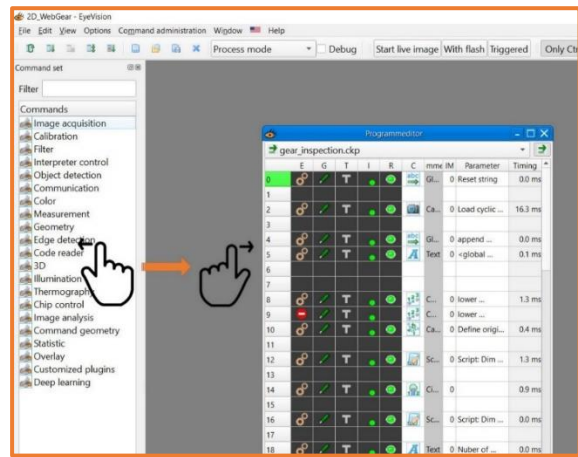 2D_WebGear - EyeVision
File Edit View Options Command administration Window Help
Process mode Debug Start live image With flash Triggered Only Ctr
Command set
Filter
Commands
Image acquisition
Calibration
Filter
Interpreter control
Object detection
Communication
Color
Measurement
Geometry
Edge detection
Code reader
3D
Illumination
Thermography
Chip control
Image analysis
Command geometry
Statistic
Overlay
Customized plugins
Deep learning
Programmeditor
gear_inspection.ckp
E G T I R C mme IM Parameter Timing
0 T Gl... 0 Reset string 0.0 ms
1
2 T Ca... 0 Load cyclic ... 16.3 ms
3
4 T abc Gl... 0 append ... 0.0 ms
5 T A Text 0 <global ... 0.1 ms
6
7
8 T C... 0 lower ... 1.3 ms
9 T C... 0 lower ...
10 T Ca... 0 Define origi... 0.4 ms
11
12 T Sc... 0 Script: Dim ... 1.3 ms
13
14 T Ci... 0 0.9 ms
15
16 T Sc... 0 Script: Dim ... 0.0 ms
17
18 T A Text 0 Nuber of ... 0.0 ms